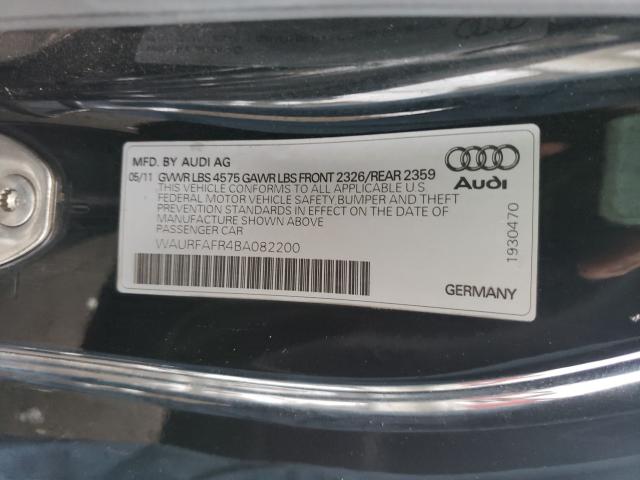 MFD. BY AUDI AG
05/11 GVWR LBS 4575 GAWR LBS FRONT 2326/REAR 2359
THIS VEHICLE CONFORMS TO ALL APPLICABLE U.S
FEDERAL MOTOR VEHICLE SAFETY BUMPER AND THEFT
PREVENTION STANDARDS IN EFFECT ON THE DATE OF
MANUFACTURE SHOWN ABOVE
PASSENGER CAR
WAURFAFR4BA082200
Audi
1930470
GERMANY